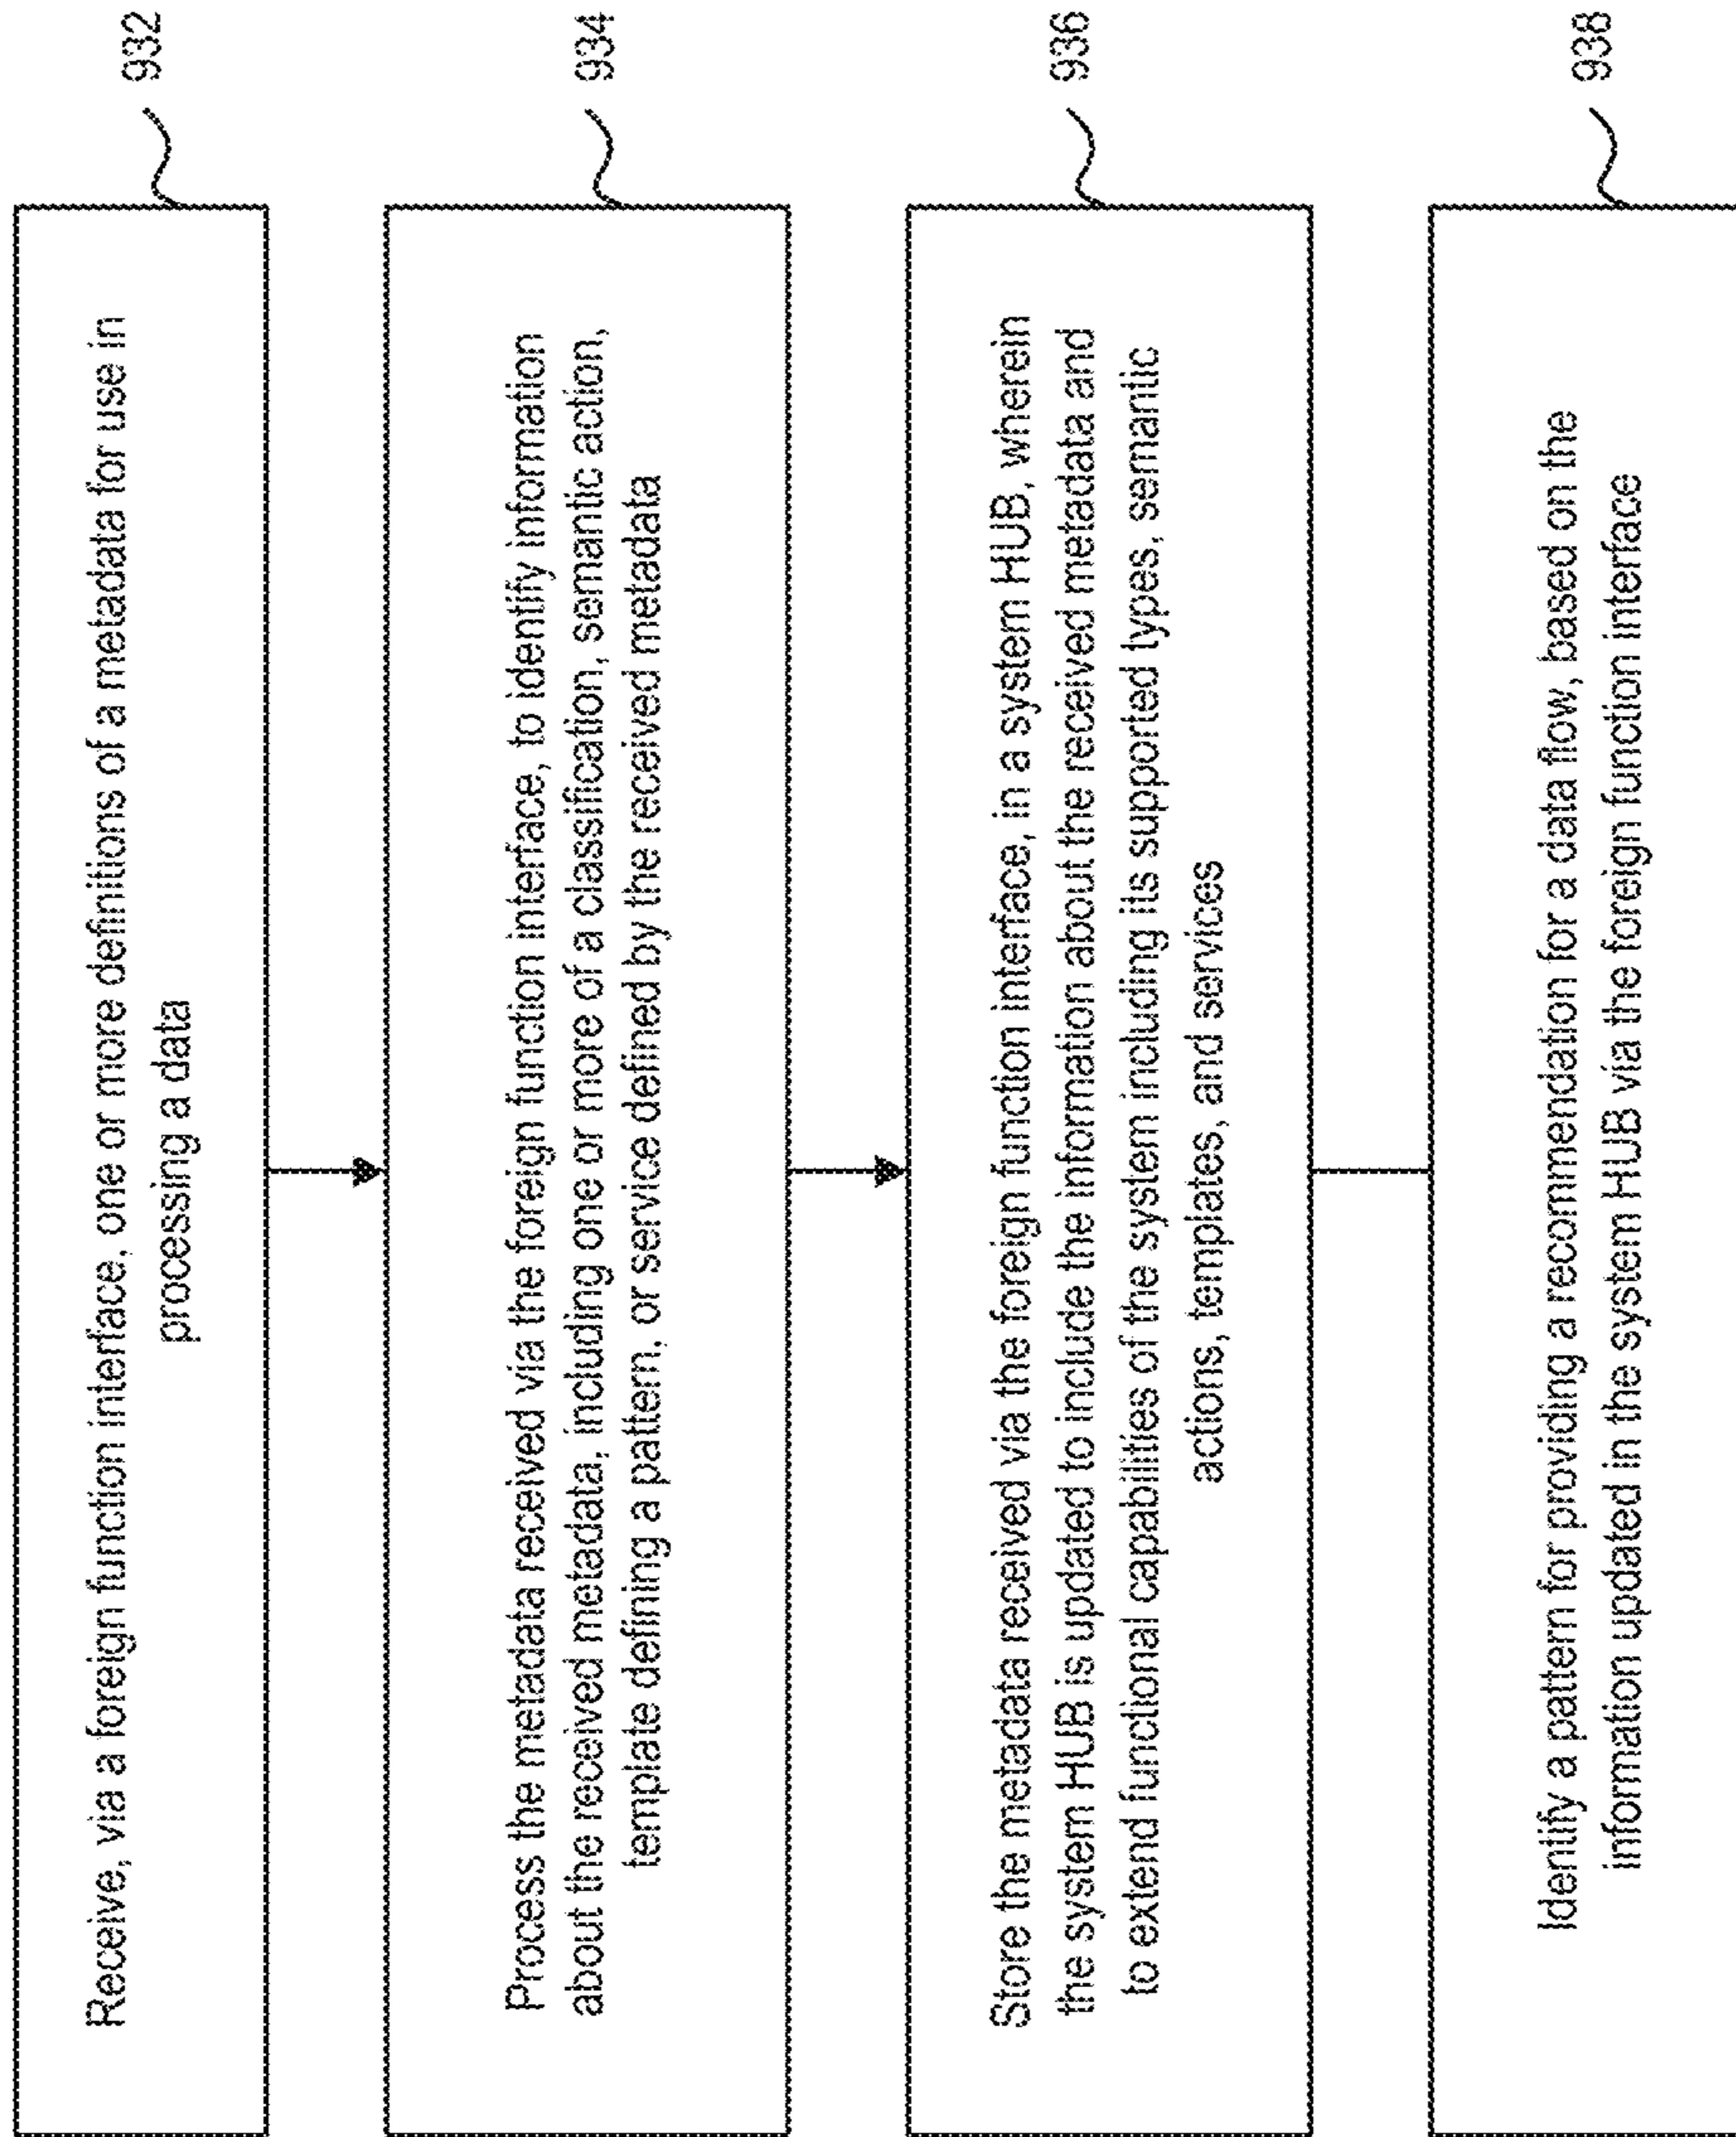 Receive, via a foreign function interface, one or more definitions of a metadata for use in
processing a data
932
Process the metadata received via the foreign function interface, to identify information
about the received metadata, including one or more of a classification, semantic action,
template defining a pattern, or service defined by the received metadata
934
Store the metadata received via the foreign function interface, in a system HUB, wherein
the system HUB is updated to include the information about the received metadata and
to extend functional capabilities of the system including its supported types, semantic
actions, templates, and services
936
Identify a pattern for providing a recommendation for a data flow, based on the
information updated in the system HUB via the foreign function interface
938